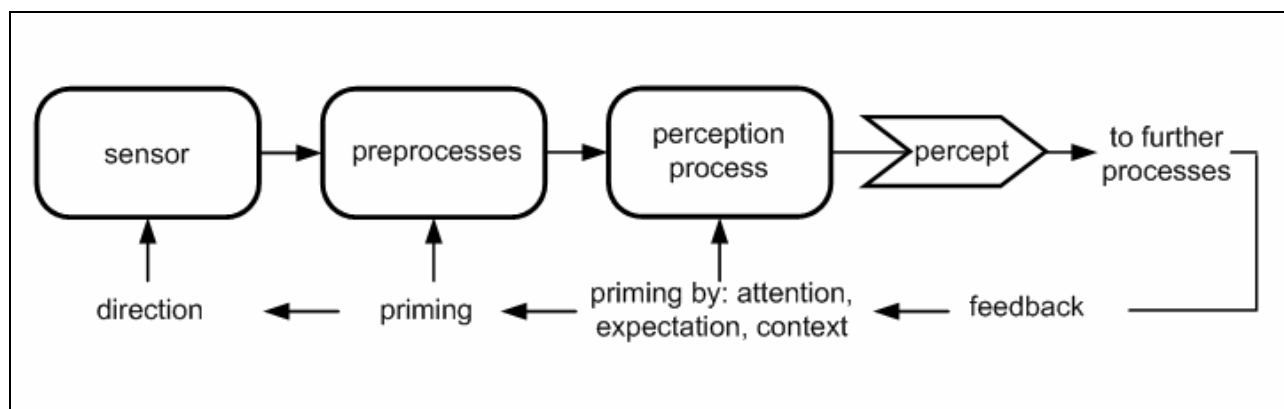 sensor
preprocesses
perception
process
percept
to further
processes
direction
priming
priming by: attention,
expectation, context
feedback